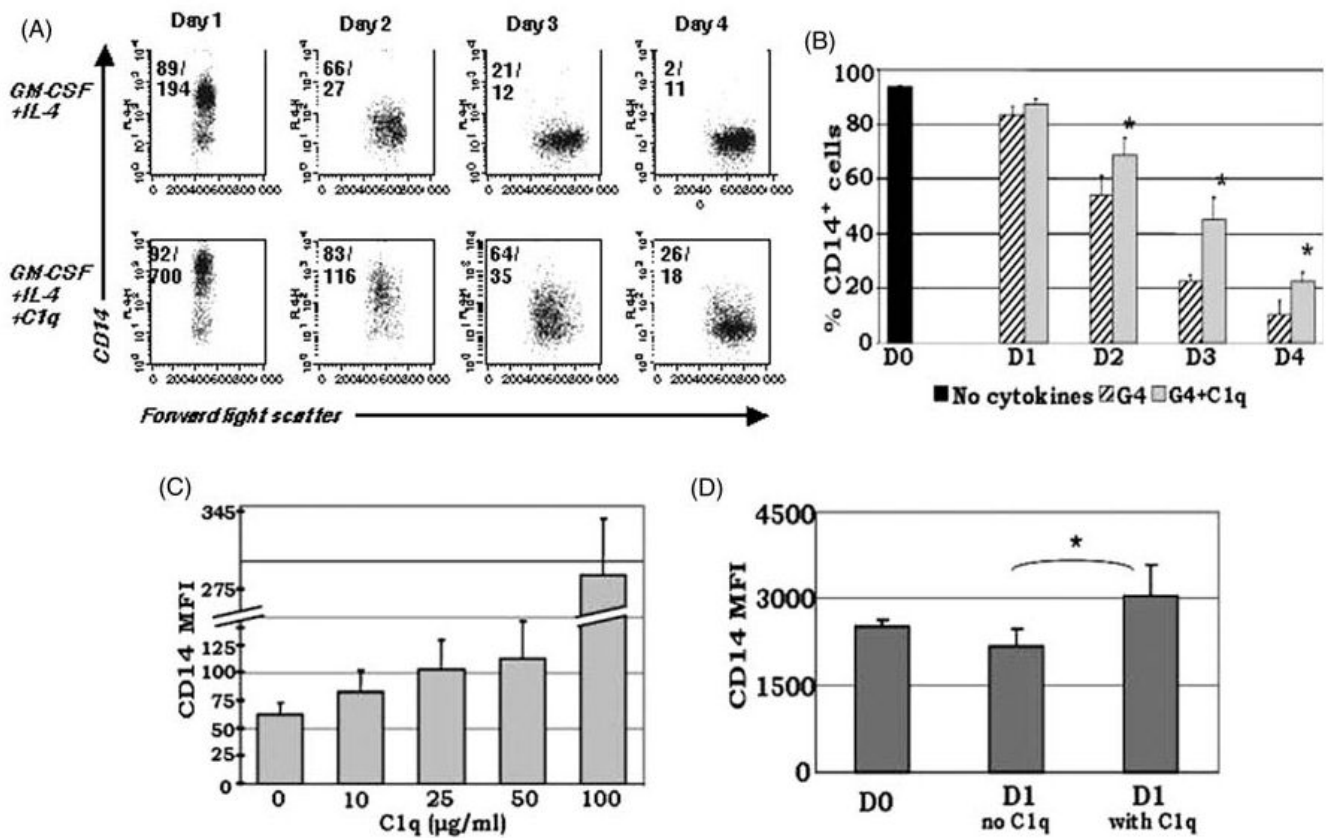 (A)
Day 1 Day 2 Day 3 Day 4
GM-CSF
+IL-4
89/
194
66/
27
21/
12
2/
11
GM-CSF
+IL-4
+C1q
92/
700
83/
116
64/
35
26/
18
CD14
Forward light scatter
(B)
% CD14+ cells
100
80
60
40
20
0
* * *
D0 D1 D2 D3 D4
No cytokines G4 G4+C1q
(C)
CD14 MFI
345
275
125
100
75
50
25
0
0 10 25 50 100
C1q (µg/ml)
(D)
CD14 MFI
4500
3000
1500
0
*
D0 D1 D1
no C1q with C1q